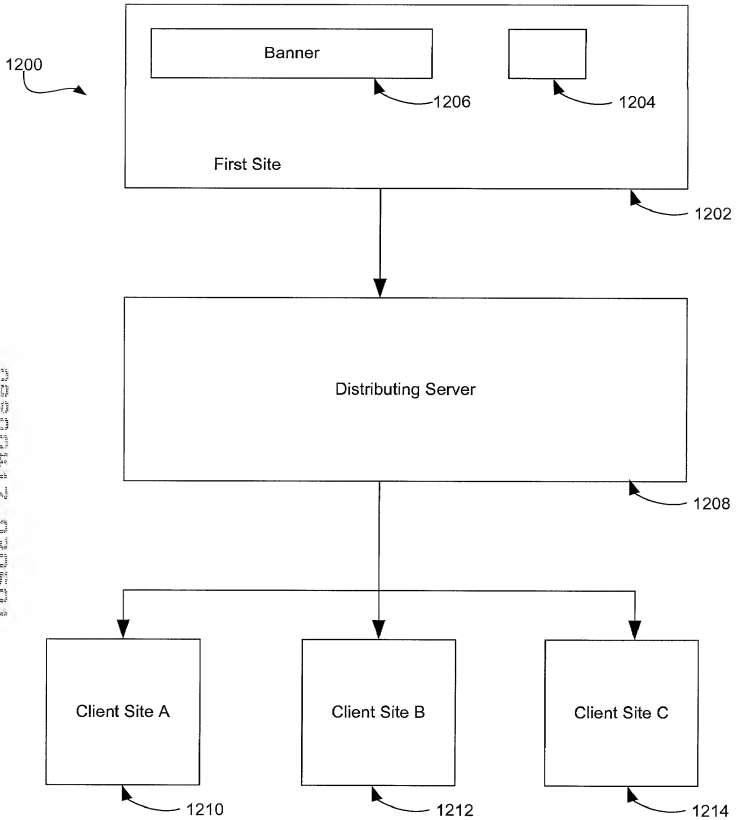 Banner
1200
1206
1204
First Site
1202
Distributing Server
1208
Client Site A
Client Site B
Client Site C
1210
1212
1214